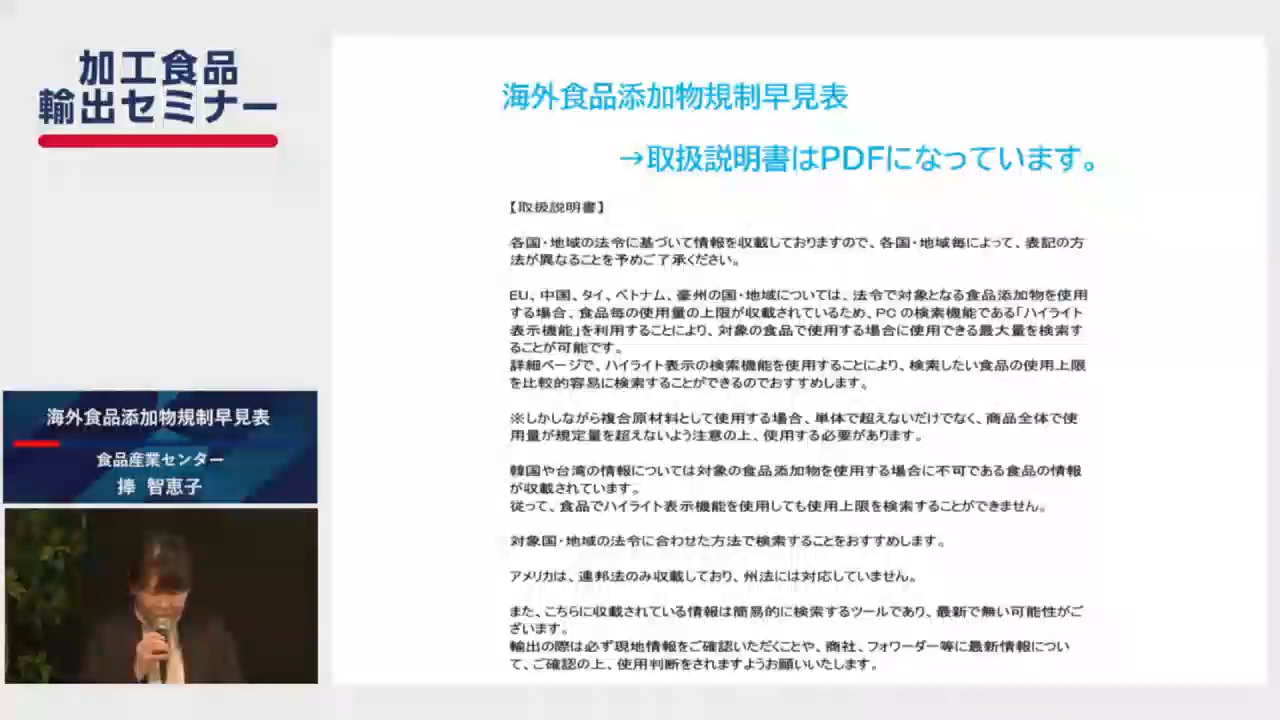 加工食品
輸出セミナー
海外食品添加物規制早見表
→取扱説明書はPDFになっています。
【取扱説明書】
各国・地域の法令に基づいて情報を収載しておりますので、各国・地域毎によって、表記の方
法が異なることを予めご了承ください。
EU、中国、タイ、ベトナム、豪州の国・地域については、法令で対象となる食品添加物を使用
する場合、食品毎の使用量の上限が収載されているため、PCの検索機能である「ハイライト
表示機能」を利用することにより、対象の食品で使用する場合に使用できる最大量を検索す
ることが可能です。
詳細ページで、ハイライト表示の検索機能を使用することにより、検索したい食品の使用上限
を比較的容易に検索することができるのでおすすめします。
※しかしながら複合原材料として使用する場合、単体で超えないだけでなく、商品全体で使
用量が規定量を超えないよう注意の上、使用する必要があります。
韓国や台湾の情報については対象の食品添加物を使用する場合に不可である食品の情報
が収載されています。
従って、食品でハイライト表示機能を使用しても使用上限を検索することができません。
対象国・地域の法令に合わせた方法で検索することをおすすめします。
アメリカは、連邦法のみ収載しており、州法には対応していません。
また、こちらに収載されている情報は簡易的に検索するツールであり、最新で無い可能性がご
ざいます。
輸出の際は必ず現地情報をご確認いただくことや、商社、フォワーダー等に最新情報につい
て、ご確認の上、使用判断をされますようお願いいたします。
海外食品添加物規制早見表
食品産業センター
智恵子